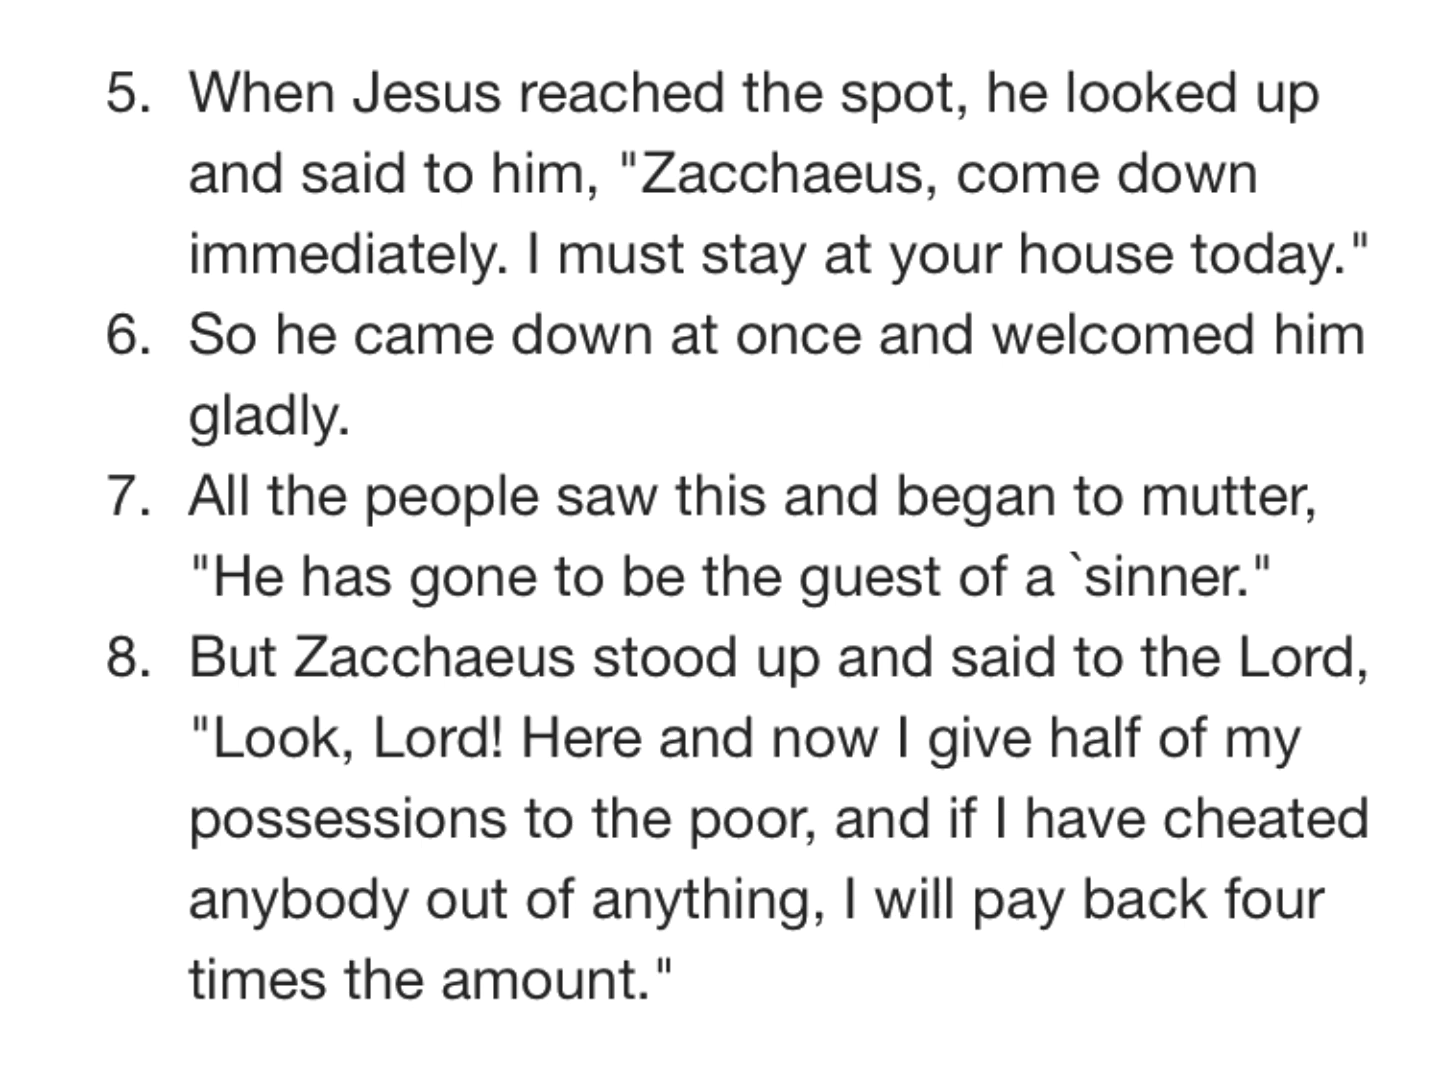 5. When Jesus reached the spot, he looked up
and said to him, "Zacchaeus, come down
immediately. I must stay at your house today."
6. So he came down at once and welcomed him
gladly.
7. All the people saw this and began to mutter,
"He has gone to be the guest of a `sinner."
8. But Zacchaeus stood up and said to the Lord,
"Look, Lord! Here and now I give half of my
possessions to the poor, and if I have cheated
anybody out of anything, I will pay back four
times the amount."